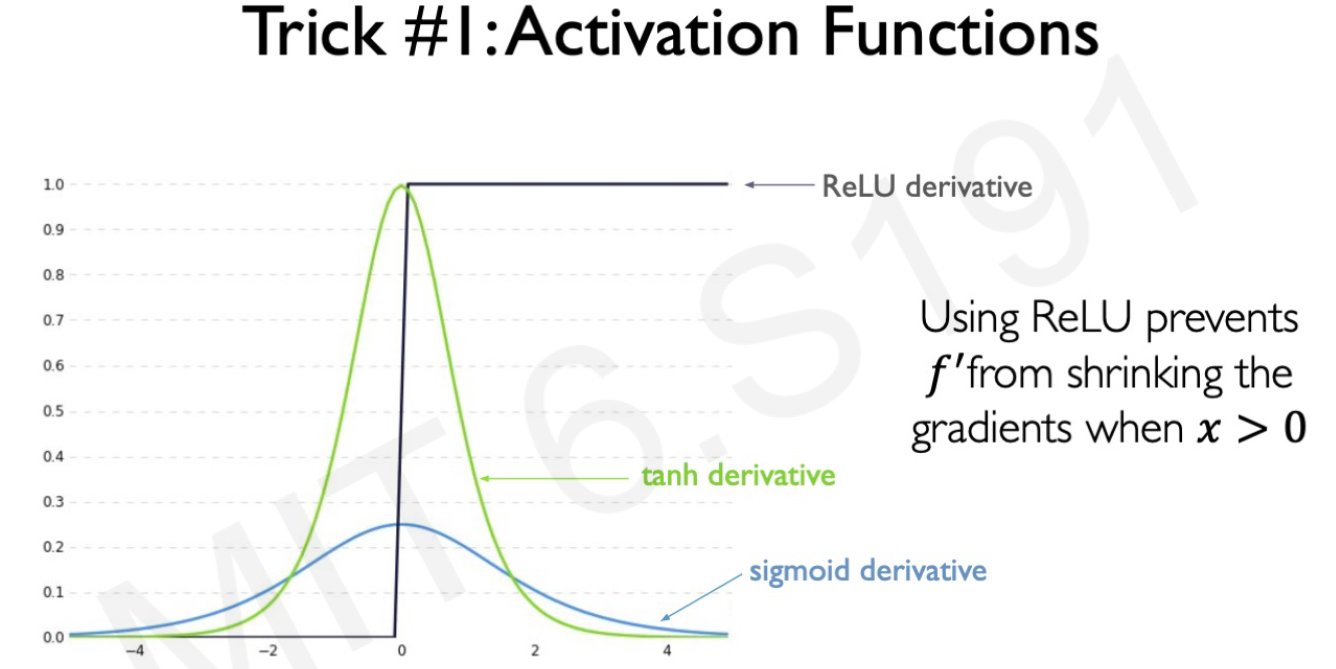 Trick #1: Activation Functions
MIT 6.S191
1.0
0.9
0.8
0.7
0.6
0.5
0.4
0.3
0.2
0.1
0.0
−4
−2
0
2
4
ReLU derivative
tanh derivative
sigmoid derivative
Using ReLU prevents
f′ from shrinking the
gradients when x > 0